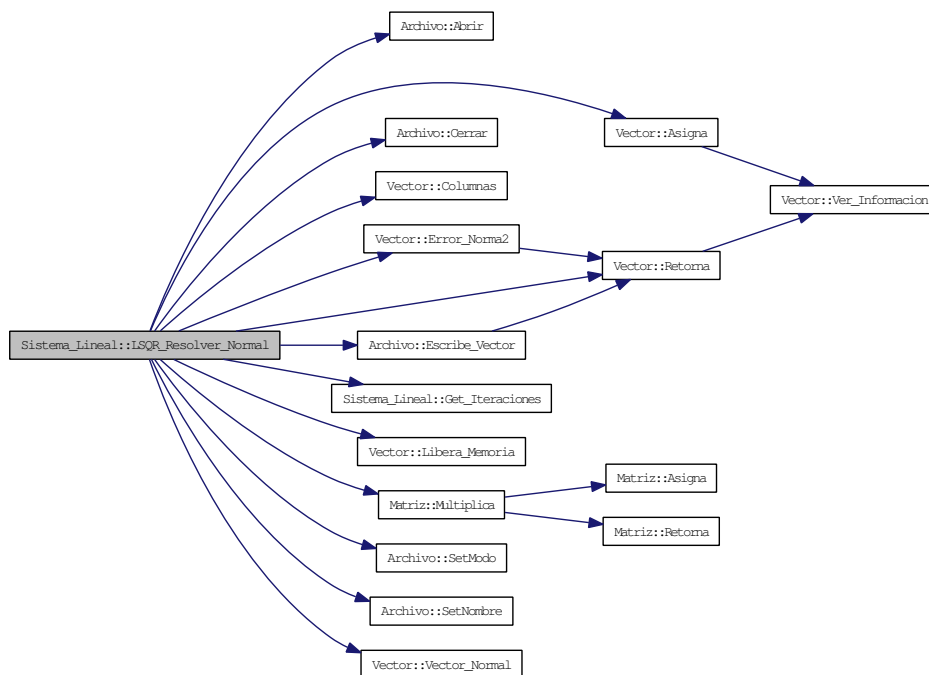 Archivo::Abrir
Vector::Asigna
Archivo::Cerrar
Vector::Columnas
Vector::Ver_Informacion
Vector::Error_Norma2
Vector::Retorna
Sistema_Lineal::LSQR_Resolver_Normal
Archivo::Escribe_Vector
Sistema_Lineal::Get_Iteraciones
Vector::Libera_Memoria
Matriz::Asigna
Matriz::Multiplica
Matriz::Retorna
Archivo::SetModo
Archivo::SetNombre
Vector::Vector_Normal